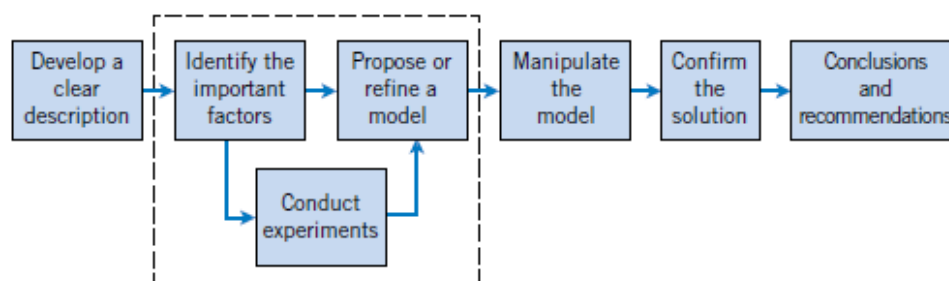 Develop a
clear
description
Identify the
important
factors
Propose or
refine a
model
Manipulate
the
model
Confirm
the
solution
Conclusions
and
recommendations
Conduct
experiments